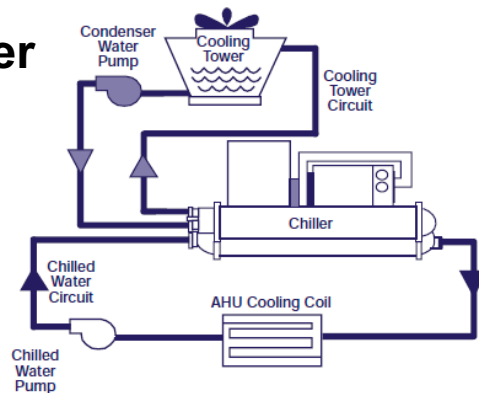 er
Condenser
Water
Pump
Cooling
Tower
Cooling
Tower
Circuit
Chiller
Chilled
Water
Circuit
AHU Cooling Coil
Chilled
Water
Pump